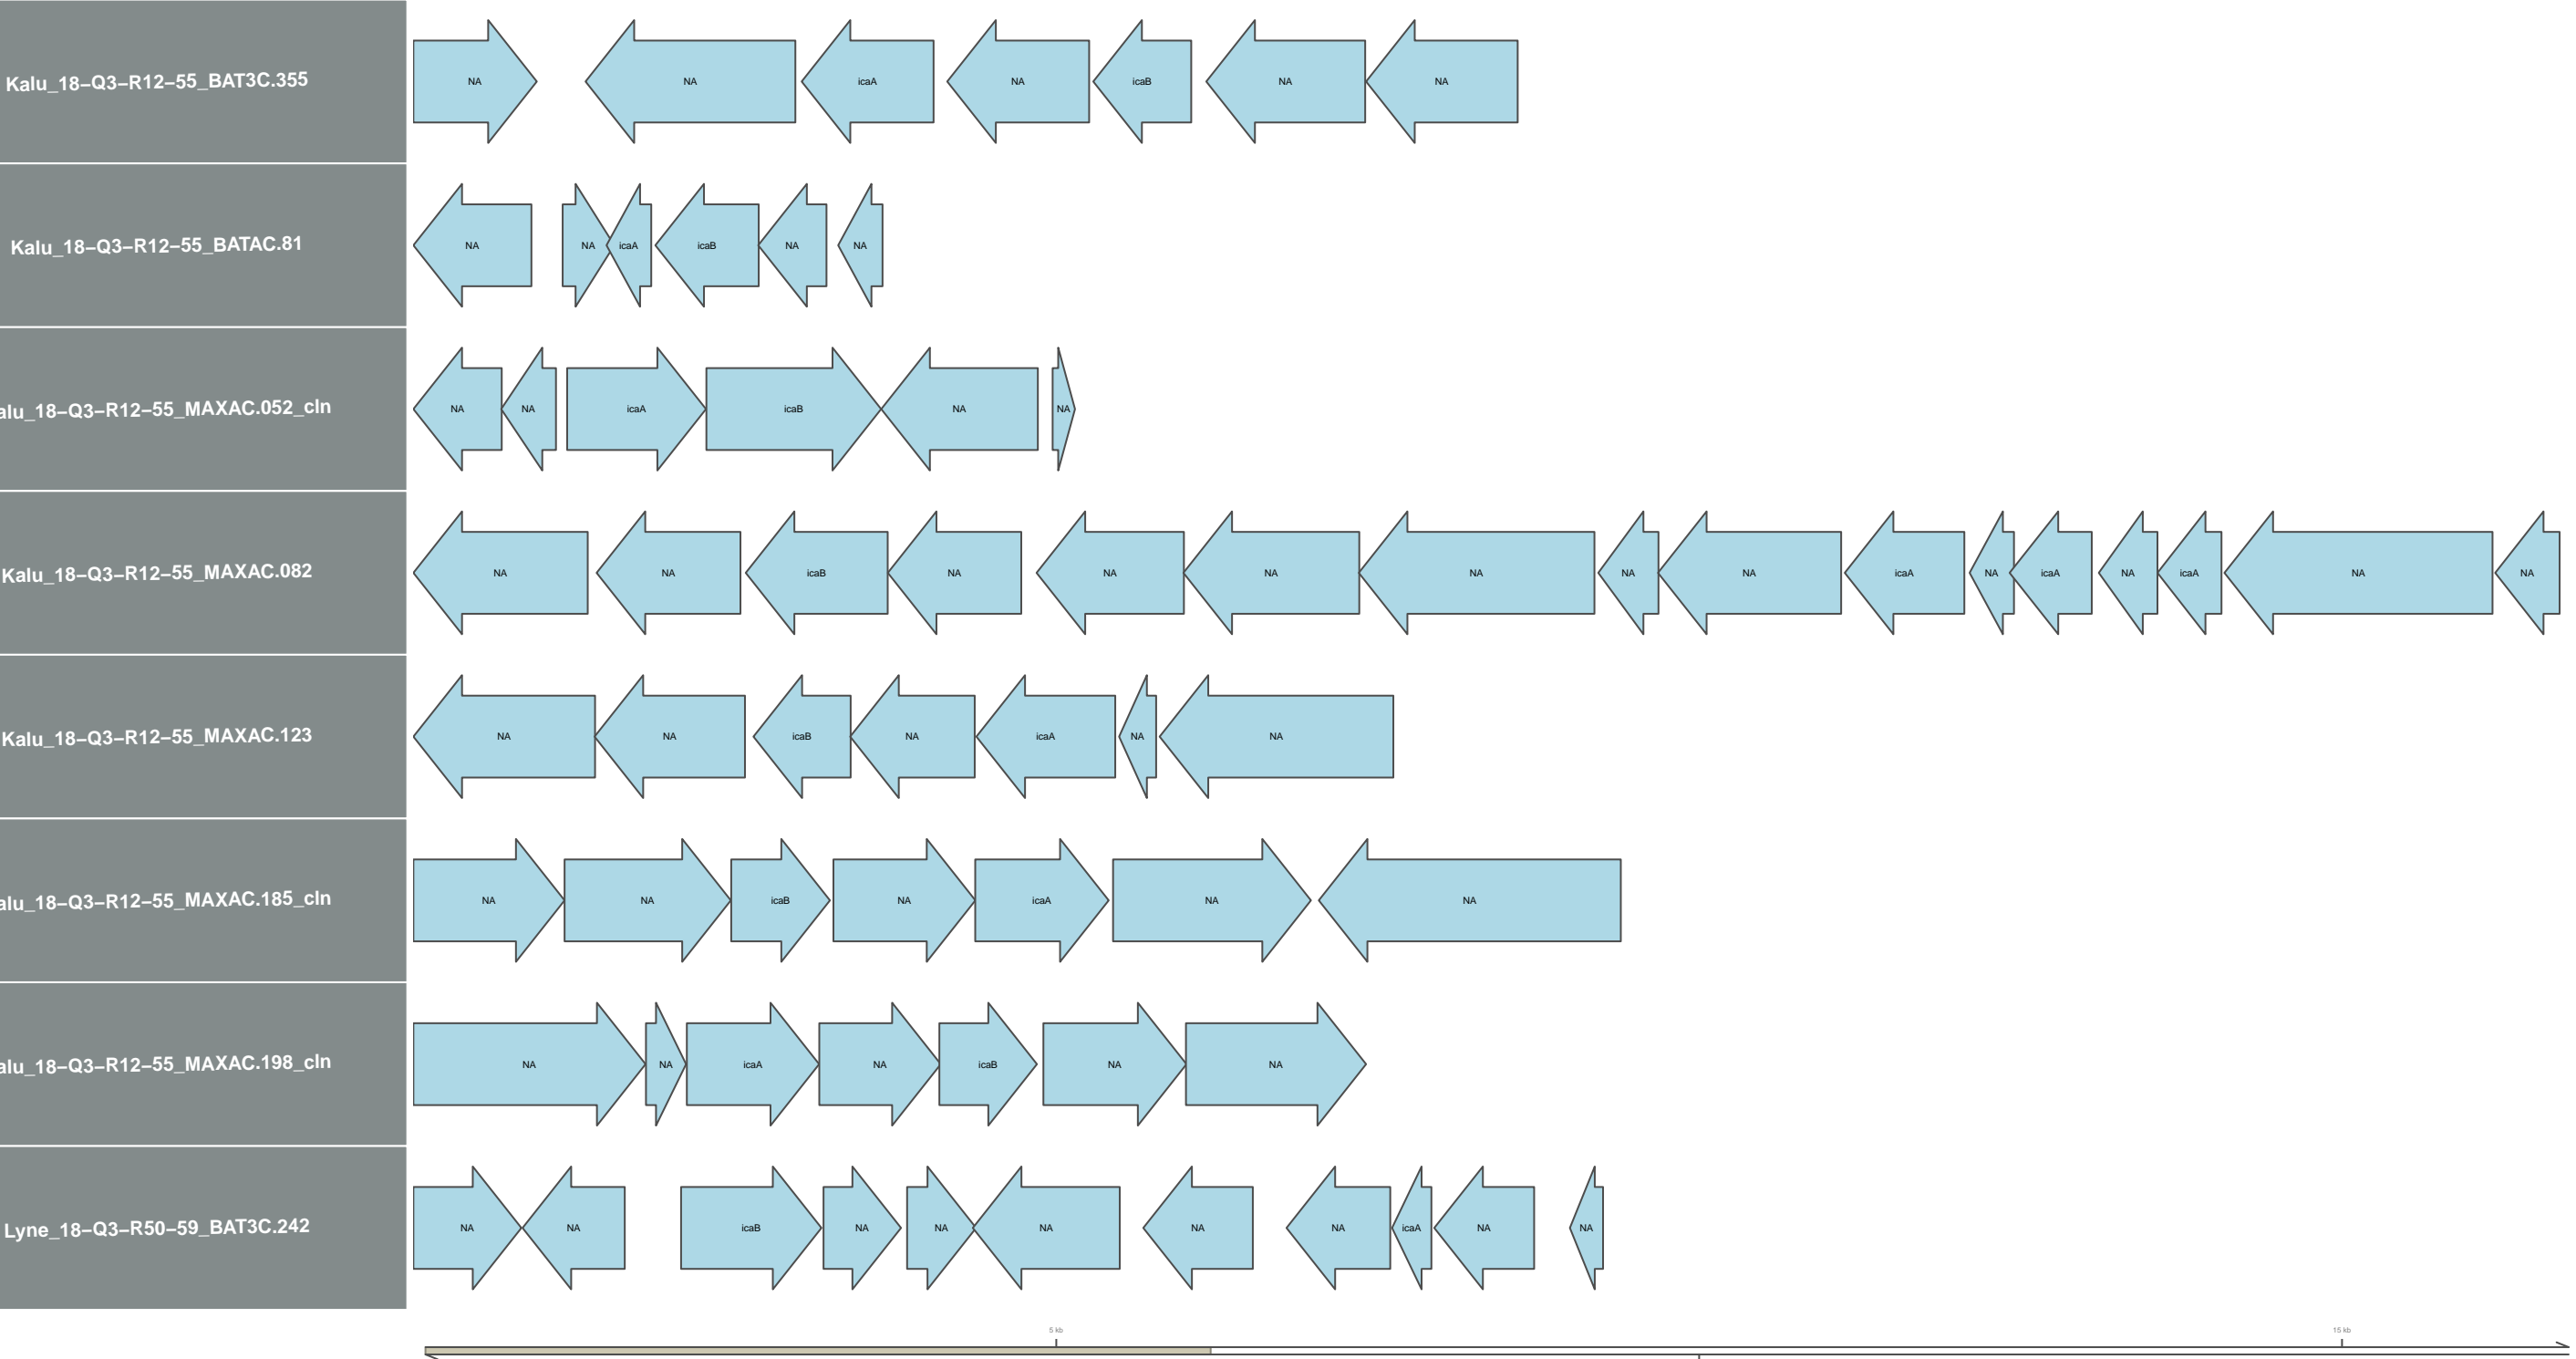 Kalu_18–Q3–R12–55_BAT3C.355 NA NA icaA NA icaB NA NA
Kalu_18–Q3–R12–55_BATAC.81 NA NA icaA icaB NA NA
alu_18–Q3–R12–55_MAXAC.052_cln NA NA icaA icaB NA NA
Kalu_18–Q3–R12–55_MAXAC.082 NA NA icaB NA NA NA NA NA NA icaA NA icaA NA icaA NA NA
Kalu_18–Q3–R12–55_MAXAC.123 NA NA icaB NA icaA NA NA
alu_18–Q3–R12–55_MAXAC.185_cln NA NA icaB NA icaA NA NA
alu_18–Q3–R12–55_MAXAC.198_cln NA NA icaA NA icaB NA NA
Lyne_18–Q3–R50–59_BAT3C.242 NA NA icaB NA NA NA NA NA icaA NA NA
5 kb 15 kb